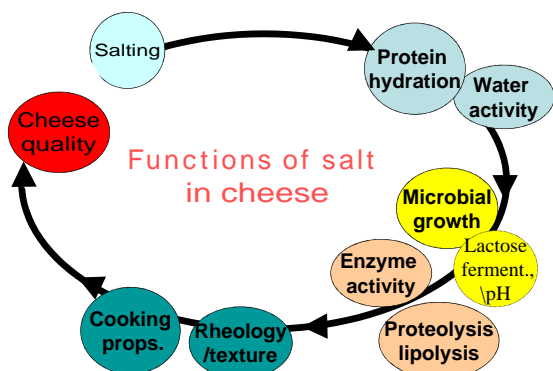 Salting
Protein
hydration
Water
activity
Cheese
quality
Functions of salt
in cheese
Microbial
growth
Lactose
ferment.,
\pH
Enzyme
activity
Proteolysis
lipolysis
Cooking
props.
Rheology
/texture